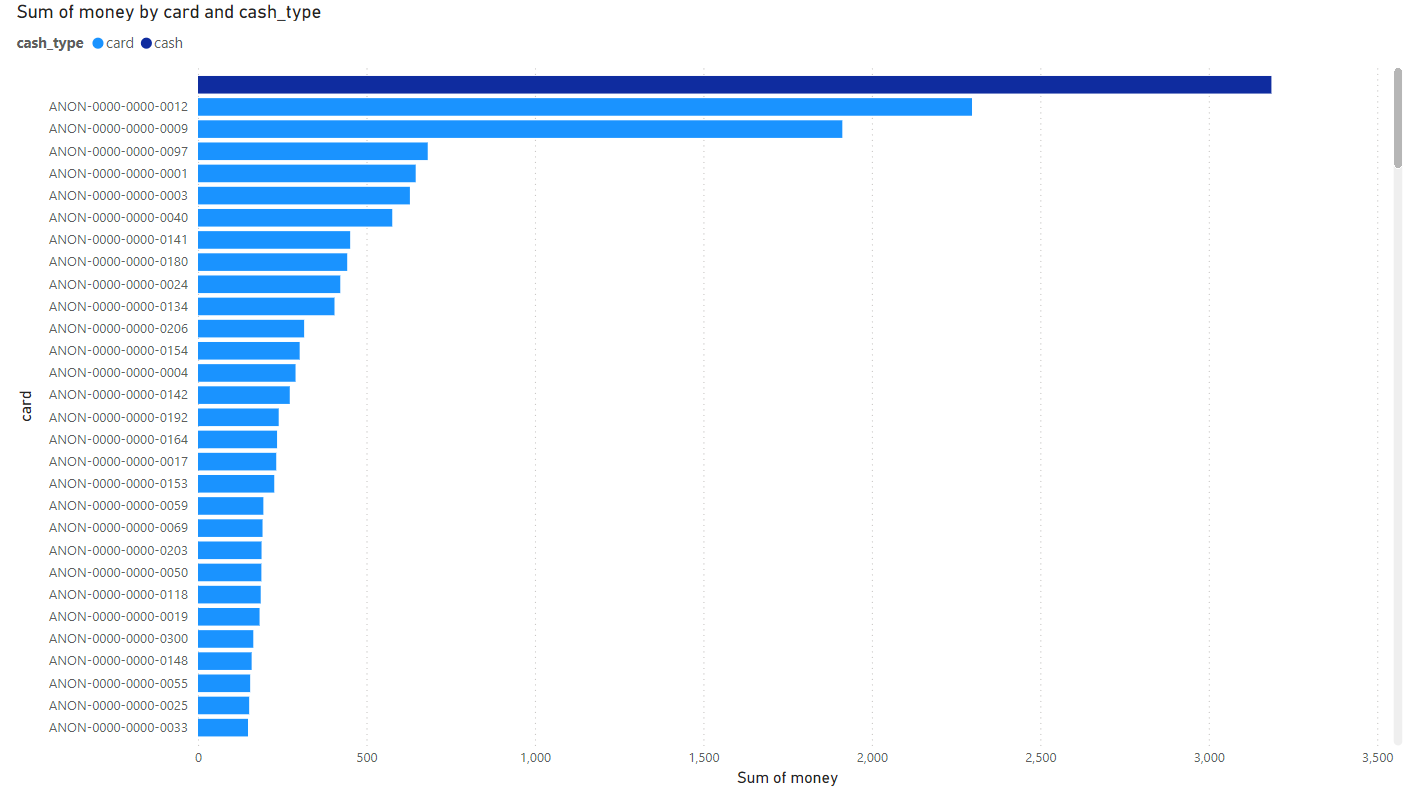 Sum of money by card and cash_type
cash_type card cash
card
ANON-0000-0000-0012
ANON-0000-0000-0009
ANON-0000-0000-0097
ANON-0000-0000-0001
ANON-0000-0000-0003
ANON-0000-0000-0040
ANON-0000-0000-0141
ANON-0000-0000-0180
ANON-0000-0000-0024
ANON-0000-0000-0134
ANON-0000-0000-0206
ANON-0000-0000-0154
ANON-0000-0000-0004
ANON-0000-0000-0142
ANON-0000-0000-0192
ANON-0000-0000-0164
ANON-0000-0000-0017
ANON-0000-0000-0153
ANON-0000-0000-0059
ANON-0000-0000-0069
ANON-0000-0000-0203
ANON-0000-0000-0050
ANON-0000-0000-0118
ANON-0000-0000-0019
ANON-0000-0000-0300
ANON-0000-0000-0148
ANON-0000-0000-0055
ANON-0000-0000-0025
ANON-0000-0000-0033
0 500 1,000 1,500 2,000 2,500 3,000 3,500
Sum of money